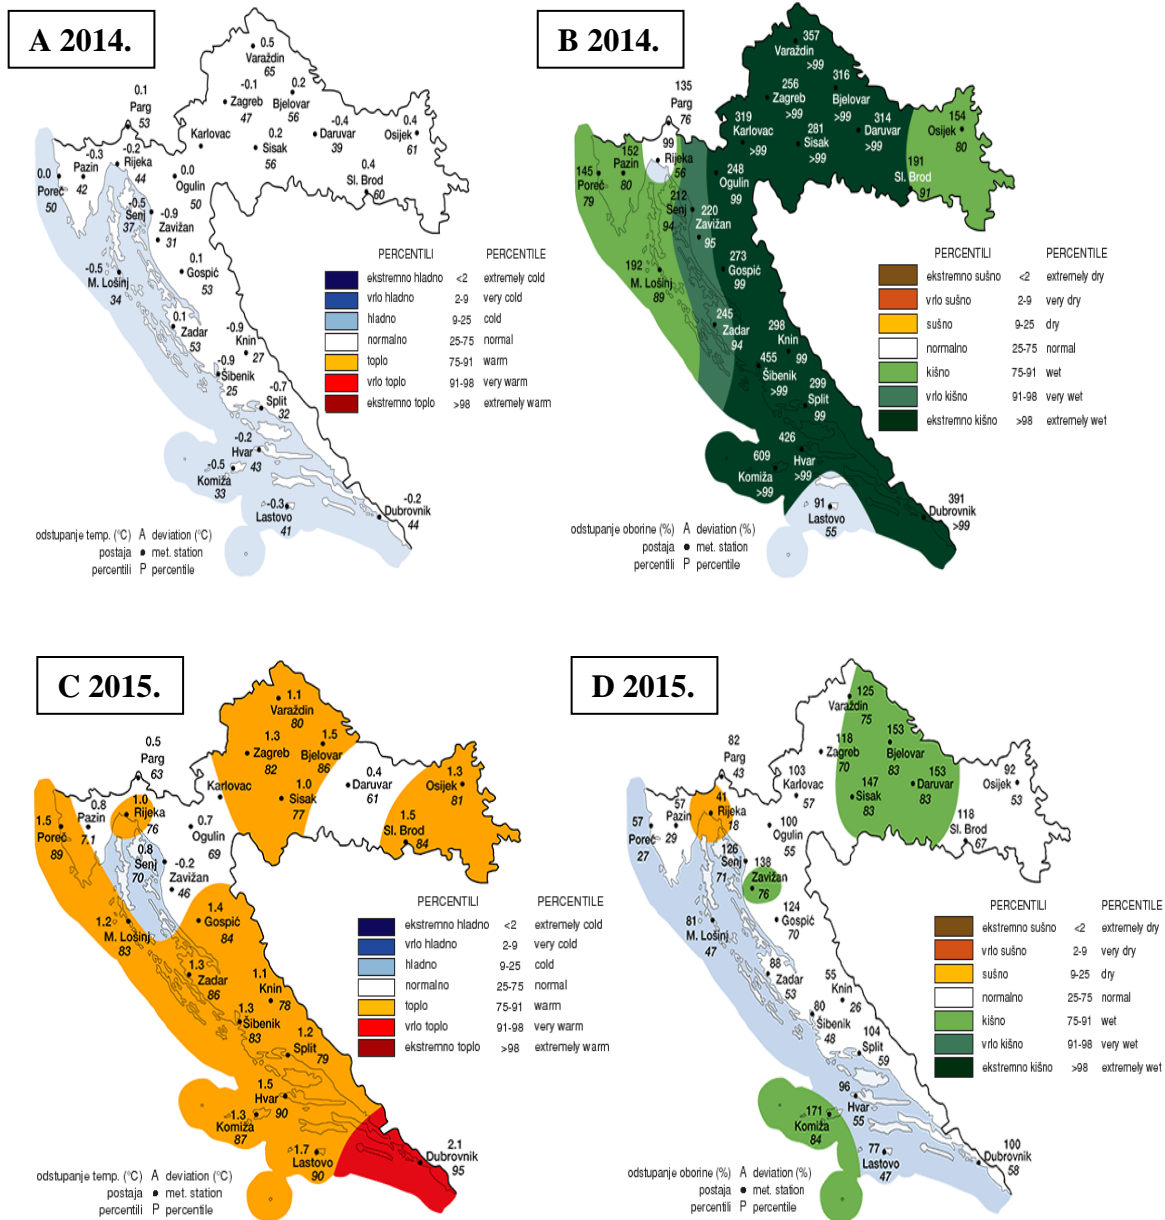 A 2014.
0.5
Varaždin
65
-0.1
Zagreb
47
0.2
Bjelovar
56
0.1
Parg
53
Karlovac
0.2
Sisak
56
-0.4
Daruvar
39
0.4
Osijek
61
0.4
Sl. Brod
60
0.0
Poreč
50
-0.3
Pazin
42
-0.2
Rijeka
44
0.0
Ogulin
50
-0.5
Senj
37
-0.9
Zavižan
31
-0.5
M. Lošinj
34
0.1
Gospić
53
0.1
Zadar
53
-0.9
Knin
27
-0.9
Šibenik
25
-0.7
Split
32
-0.2
Hvar
43
-0.5
Komiža
33
-0.3
Lastovo
41
-0.2
Dubrovnik
44
PERCENTILI PERCENTILE
ekstremno hladno <2 extremely cold
vrlo hladno 2-9 very cold
hladno 9-25 cold
normalno 25-75 normal
toplo 75-91 warm
vrlo toplo 91-98 very warm
ekstremno toplo >98 extremely warm
odstupanje temp. (°C) A deviation (°C)
postaja ● met. station
percentili P percentile
B 2014.
357
Varaždin
>99
256
Zagreb
>99
316
Bjelovar
>99
135
Parg
76
319
Karlovac
>99
281
Sisak
>99
314
Daruvar
>99
154
Osijek
80
191
Sl. Brod
91
145
Poreč
79
152
Pazin
80
99
Rijeka
56
248
Ogulin
99
212
Senj
94
220
Zavižan
95
192
M. Lošinj
89
273
Gospić
99
245
Zadar
94
298
Knin
99
455
Šibenik
>99
299
Split
99
426
Hvar
>99
609
Komiža
>99
91
Lastovo
55
391
Dubrovnik
>99
PERCENTILI PERCENTILE
ekstremno sušno <2 extremely dry
vrlo sušno 2-9 very dry
sušno 9-25 dry
normalno 25-75 normal
kišno 75-91 wet
vrlo kišno 91-98 very wet
ekstremno kišno >98 extremely wet
odstupanje oborine (%) A deviation (%)
postaja ● met. station
percentili P percentile
C 2015.
1.1
Varaždin
80
1.3
Zagreb
82
1.5
Bjelovar
86
0.5
Parg
63
Karlovac
1.0
Sisak
77
0.4
Daruvar
61
1.3
Osijek
81
1.5
Sl. Brod
84
1.5
Poreč
89
0.8
Pazin
7.1
1.0
Rijeka
76
0.7
Ogulin
69
0.8
Senj
70
-0.2
Zavižan
46
1.2
M. Lošinj
83
1.4
Gospić
84
1.3
Zadar
86
1.1
Knin
78
1.3
Šibenik
83
1.2
Split
79
1.5
Hvar
90
1.3
Komiža
87
1.7
Lastovo
90
2.1
Dubrovnik
95
PERCENTILI PERCENTILE
ekstremno hladno <2 extremely cold
vrlo hladno 2-9 very cold
hladno 9-25 cold
normalno 25-75 normal
toplo 75-91 warm
vrlo toplo 91-98 very warm
ekstremno toplo >98 extremely warm
odstupanje temp. (°C) A deviation (°C)
postaja ● met. station
percentili P percentile
D 2015.
125
Varaždin
75
118
Zagreb
70
153
Bjelovar
83
82
Parg
43
103
Karlovac
57
147
Sisak
83
153
Daruvar
83
92
Osijek
53
118
Sl. Brod
67
57
Poreč
27
57
Pazin
29
41
Rijeka
18
100
Ogulin
55
126
Senj
71
138
Zavižan
76
81
M. Lošinj
47
124
Gospić
70
88
Zadar
53
55
Knin
26
80
Šibenik
48
104
Split
59
96
Hvar
55
171
Komiža
84
77
Lastovo
47
100
Dubrovnik
58
PERCENTILI PERCENTILE
ekstremno sušno <2 extremely dry
vrlo sušno 2-9 very dry
sušno 9-25 dry
normalno 25-75 normal
kišno 75-91 wet
vrlo kišno 91-98 very wet
ekstremno kišno >98 extremely wet
odstupanje oborine (%) A deviation (%)
postaja ● met. station
percentili P percentile